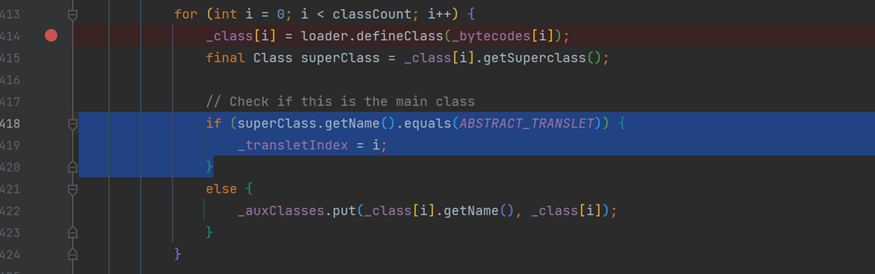 413 for (int i = 0; i < classCount; i++) {
414 _class[i] = loader.defineClass(_bytecodes[i]);
415 final Class superClass = _class[i].getSuperclass();
416
417 // Check if this is the main class
418 if (superClass.getName().equals(ABSTRACT_TRANSLET)) {
419 _transletIndex = i;
420 }
421 else {
422 _auxClasses.put(_class[i].getName(), _class[i]);
423 }
424 }